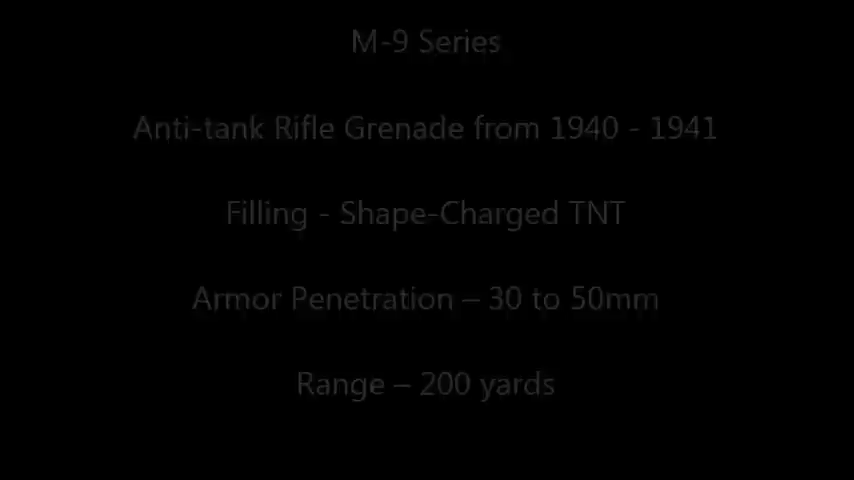 M-9 Series
Anti-tank Rifle Grenade from 1940 - 1941
Filling - Shape-Charged TNT
Armor Penetration – 30 to 50mm
Range – 200 yards